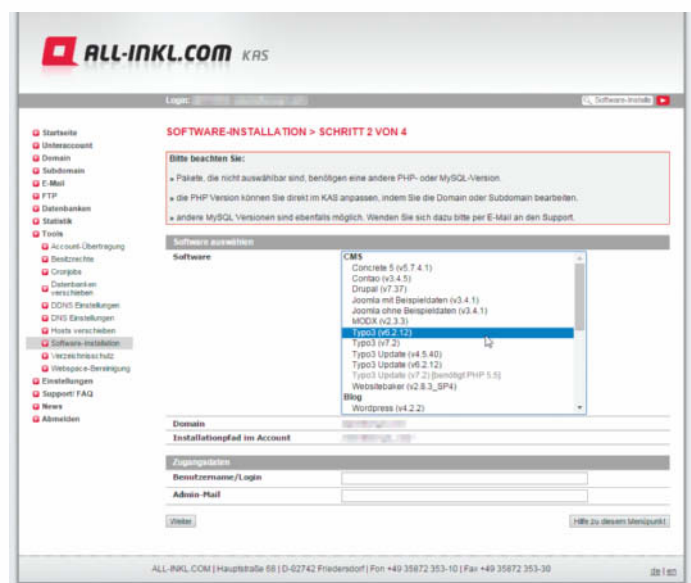 ALL-INKL.COM KAS
Login:
Software-Installa
Startseite
Unteraccount
Domain
Subdomain
E-Mail
FTP
Datenbanken
Statistik
Tools
Account-Übertragung
Besitzrechte
Cronjobs
Datenbanken
verschieben
DDNS Einstellungen
DNS Einstellungen
Hosts verschieben
Software-Installation
Verzeichnisschutz
Webspace-Bereinigung
Einstellungen
Support/ FAQ
News
Abmelden
SOFTWARE-INSTALLATION > SCHRITT 2 VON 4
Bitte beachten Sie:
» Pakete, die nicht auswählbar sind, benötigen eine andere PHP- oder MySQL-Version.
» die PHP Version können Sie direkt im KAS anpassen, indem Sie die Domain oder Subdomain bearbeiten.
» andere MySQL Versionen sind ebenfalls möglich. Wenden Sie sich dazu bitte per E-Mail an den Support.
Software auswählen
Software
CMS
Concrete 5 (v5.7.4.1)
Contao (v3.4.5)
Drupal (v7.37)
Joomla mit Beispieldaten (v3.4.1)
Joomla ohne Beispieldaten (v3.4.1)
MODX (v2.3.3)
Typo3 (v6.2.12)
Typo3 (v7.2)
Typo3 Update (v4.5.40)
Typo3 Update (v6.2.12)
Typo3 Update (v7.2) [benötigt PHP 5.5]
Websitebaker (v2.8.3_SP4)
Blog
Wordpress (v4.2.2)
Domain
Installationpfad im Account
Zugangsdaten
Benutzername/Login
Admin-Mail
Weiter
Hilfe zu diesem Menüpunkt
ALL-INKL.COM | Hauptstraße 68 | D-02742 Friedersdorf | Fon +49 35872 353-10 | Fax +49 35872 353-30
de | en